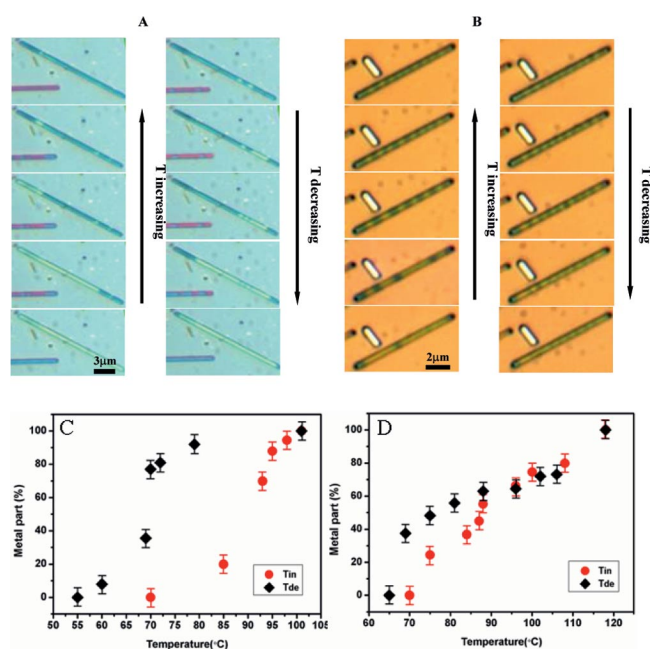 A
B
T increasing
T decreasing
T increasing
T decreasing
3μm
2μm
C
Metal part (%)
100
80
60
40
20
0
Tin
Tde
50 55 60 65 70 75 80 85 90 95 100 105
Temperature(°C)
D
Metal part (%)
100
80
60
40
20
0
Tin
Tde
60 70 80 90 100 110 120
Temperature(°C)